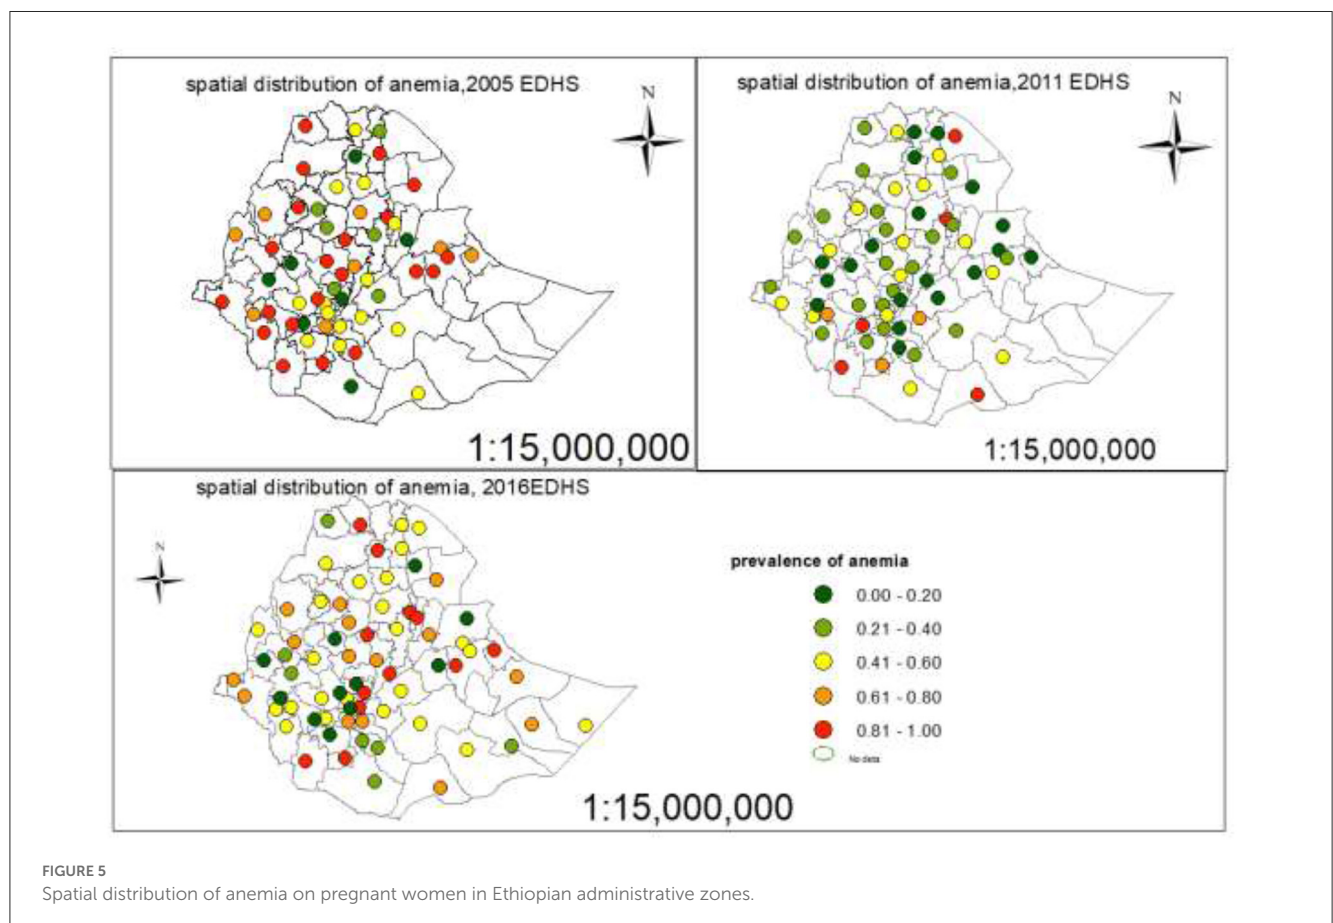 spatial distribution of anemia,2005 EDHS
N
1:15,000,000
spatial distribution of anemia,2011 EDHS
N
1:15,000,000
spatial distribution of anemia, 2016EDHS
N
prevalence of anemia
0.00 - 0.20
0.21 - 0.40
0.41 - 0.60
0.61 - 0.80
0.81 - 1.00
No data
1:15,000,000
FIGURE 5
Spatial distribution of anemia on pregnant women in Ethiopian administrative zones.